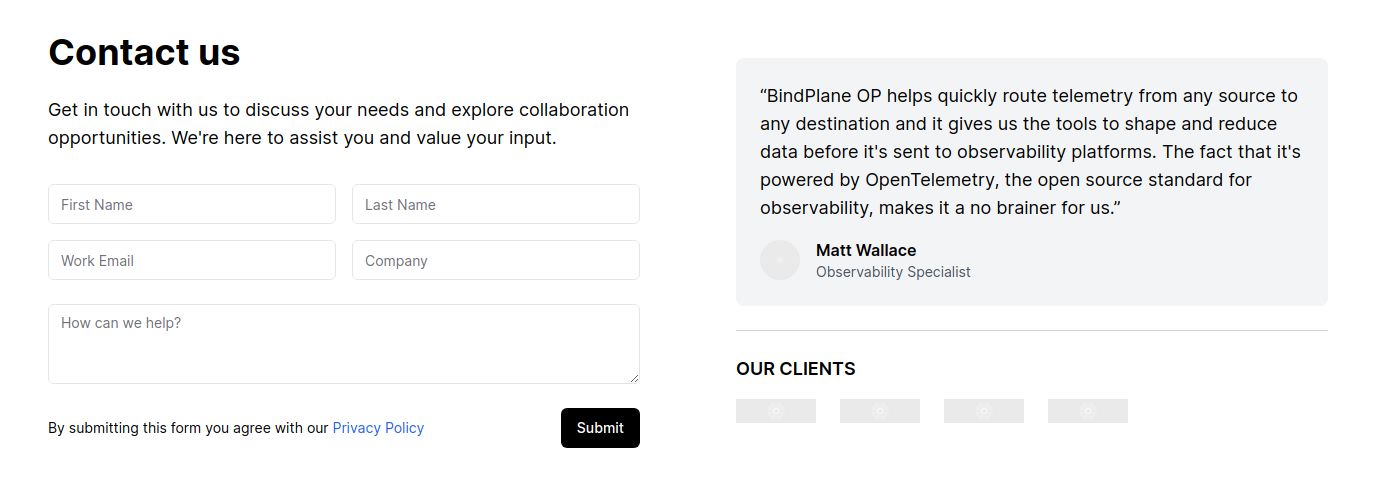 Contact us
Get in touch with us to discuss your needs and explore collaboration
opportunities. We're here to assist you and value your input.
First Name
Last Name
Work Email
Company
How can we help?
By submitting this form you agree with our Privacy Policy
Submit
“BindPlane OP helps quickly route telemetry from any source to
any destination and it gives us the tools to shape and reduce
data before it's sent to observability platforms. The fact that it's
powered by OpenTelemetry, the open source standard for
observability, makes it a no brainer for us.”
Matt Wallace
Observability Specialist
OUR CLIENTS